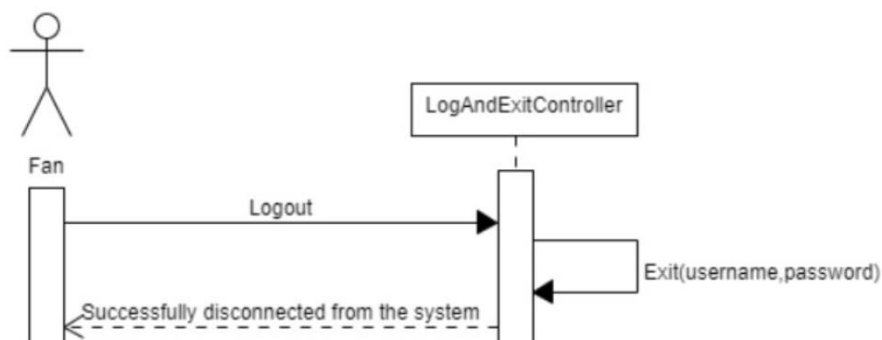 LogAndExitController
Fan
Logout
Exit(username,password)
Successfully disconnected from the system